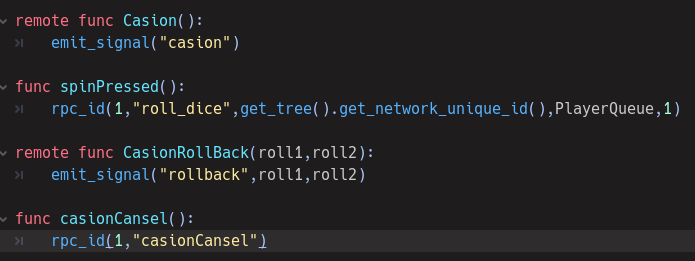 remote func Casion():
emit_signal("casion")
func spinPressed():
rpc_id(1,"roll_dice",get_tree().get_network_unique_id(),PlayerQueue,1)
remote func CasionRollBack(roll1,roll2):
emit_signal("rollback",roll1,roll2)
func casionCansel():
rpc_id(1,"casionCansel")